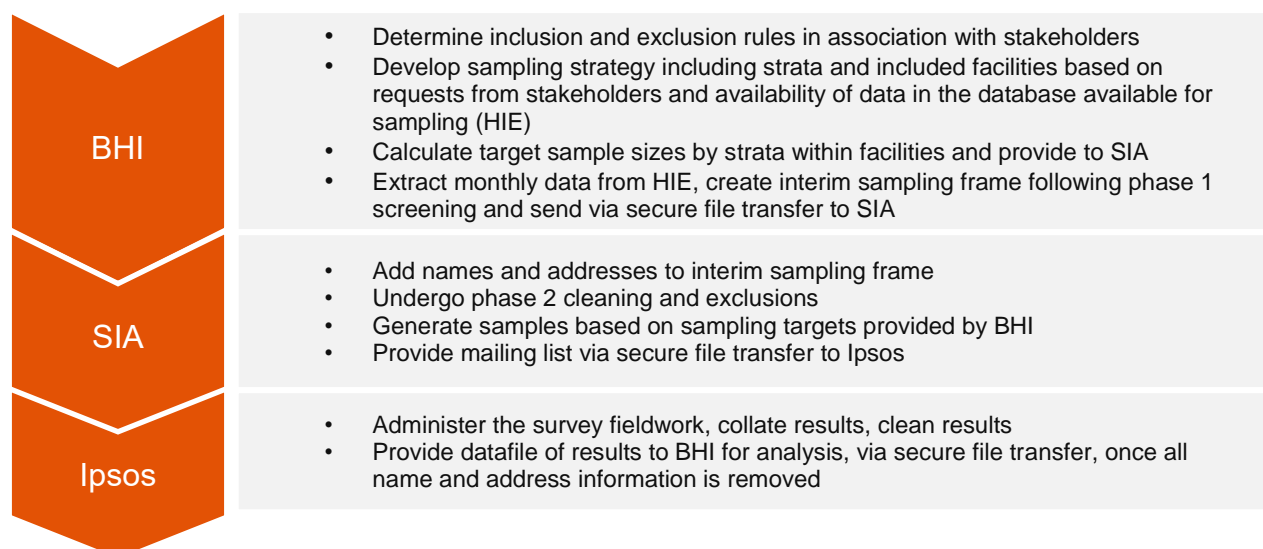 BHI
• Determine inclusion and exclusion rules in association with stakeholders
• Develop sampling strategy including strata and included facilities based on
requests from stakeholders and availability of data in the database available for
sampling (HIE)
• Calculate target sample sizes by strata within facilities and provide to SIA
• Extract monthly data from HIE, create interim sampling frame following phase 1
screening and send via secure file transfer to SIA
SIA
• Add names and addresses to interim sampling frame
• Undergo phase 2 cleaning and exclusions
• Generate samples based on sampling targets provided by BHI
• Provide mailing list via secure file transfer to Ipsos
Ipsos
• Administer the survey fieldwork, collate results, clean results
• Provide datafile of results to BHI for analysis, via secure file transfer, once all
name and address information is removed